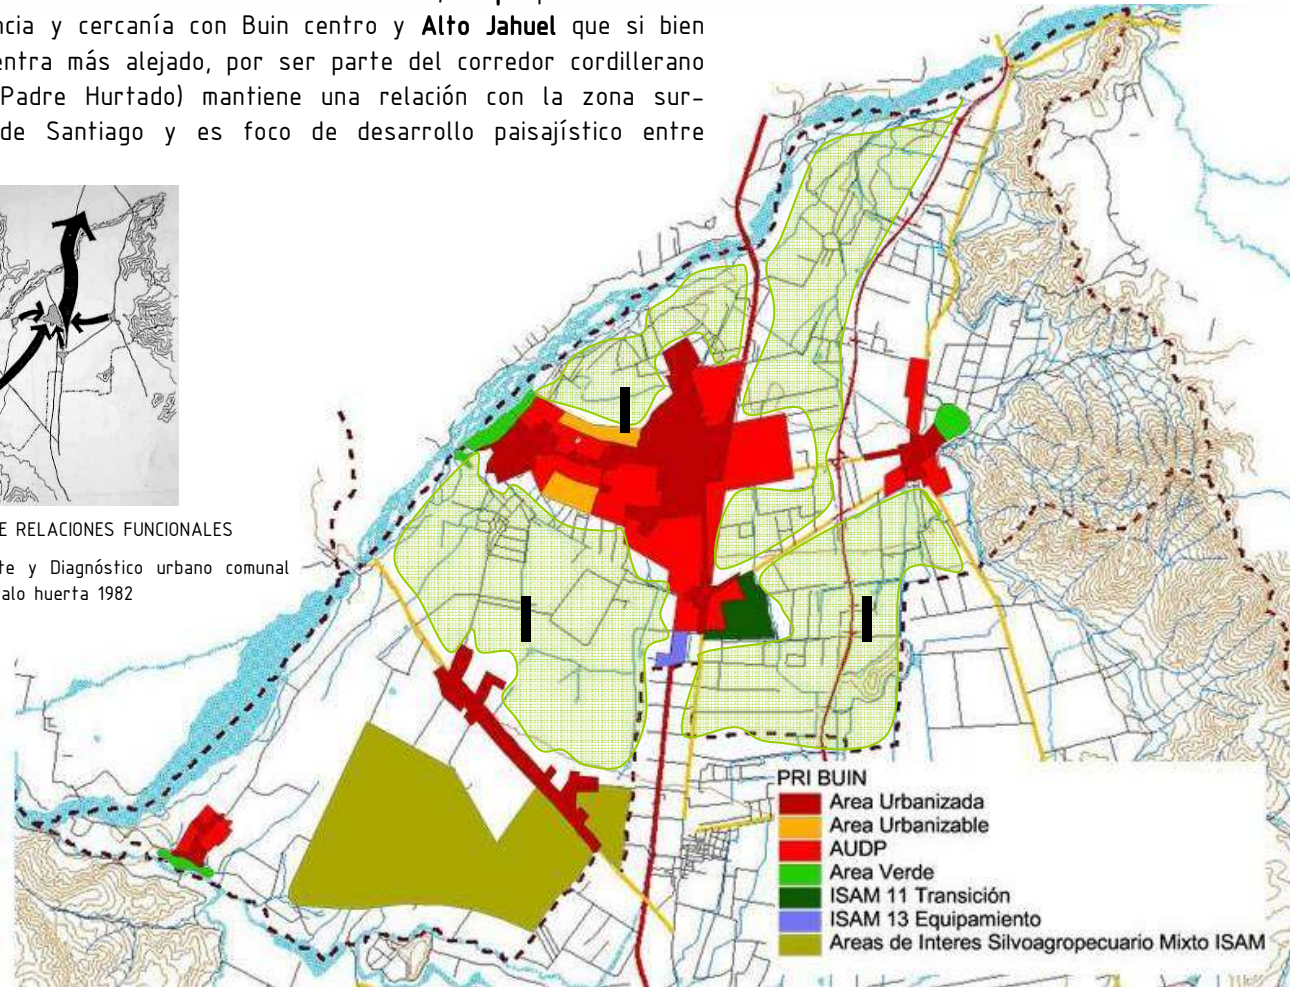 ncia y cercanía con Buin centro y Alto Jahuel que si bien
entra más alejado, por ser parte del corredor cordillerano
Padre Hurtado) mantiene una relación con la zona sur-
de Santiago y es foco de desarrollo paisajístico entre
E RELACIONES FUNCIONALES
te y Diagnóstico urbano comunal
alo huerta 1982
I
I
I
PRI BUIN
Area Urbanizada
Area Urbanizable
AUDP
Area Verde
ISAM 11 Transición
ISAM 13 Equipamiento
Areas de Interes Silvoagropecuario Mixto ISAM